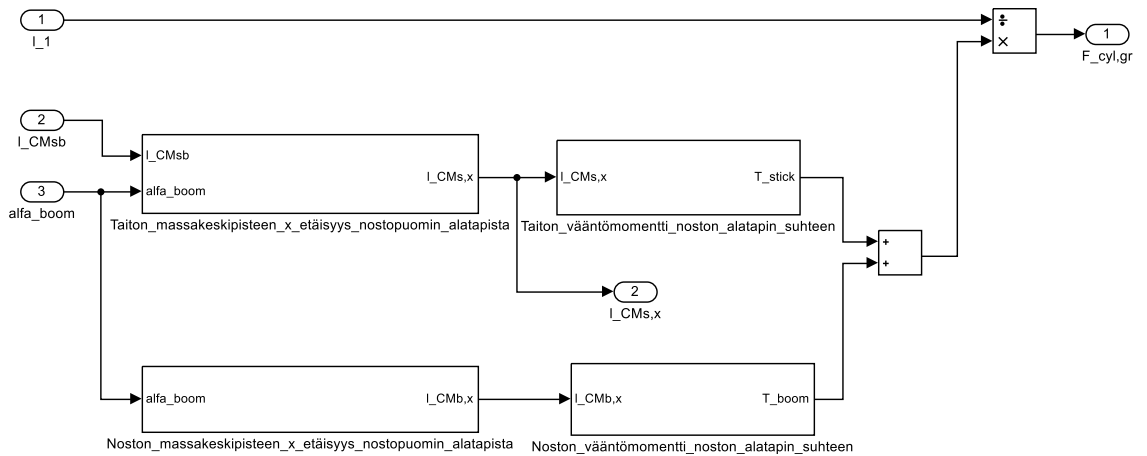 1
l_1
÷
×
1
F_cyl,gr
2
l_CMsb
l_CMsb
alfa_boom
l_CMs,x
Taiton_massakeskipisteen_x_etäisyys_nostopuomin_alatapista
l_CMs,x
T_stick
Taiton_vääntömomentti_noston_alatapin_suhteen
3
alfa_boom
+
+
2
l_CMs,x
alfa_boom
l_CMb,x
Noston_massakeskipisteen_x_etäisyys_nostopuomin_alatapista
l_CMb,x
T_boom
Noston_vääntömomentti_noston_alatapin_suhteen